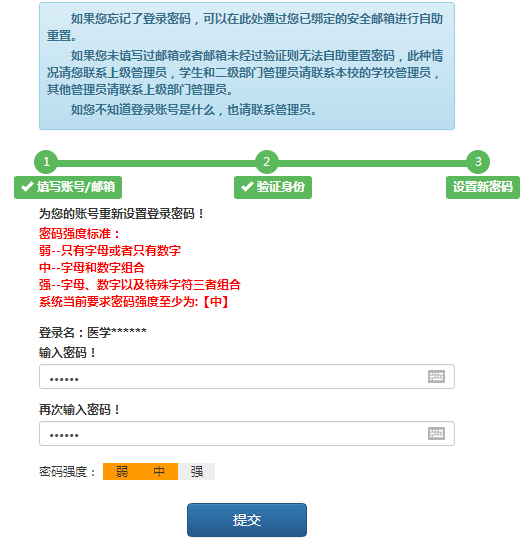 如果您忘记了登录密码，可以在此处通过您已绑定的安全邮箱进行自助
重置。
如果您未填写过邮箱或者邮箱未经过验证则无法自助重置密码，此种情
况请您联系上级管理员，学生和二级部门管理员请联系本校的学校管理员，
其他管理员请联系上级部门管理员。
如您不知道登录账号是什么，也请联系管理员。
1 2 3
填写账号/邮箱 验证身份 设置新密码
为您的账号重新设置登录密码！
密码强度标准：
弱--只有字母或者只有数字
中--字母和数字组合
强--字母、数字以及特殊字符三者组合
系统当前要求密码强度至少为:【中】
登录名：医学******
输入密码！
••••••
再次输入密码！
••••••
密码强度： 弱 中 强
提交